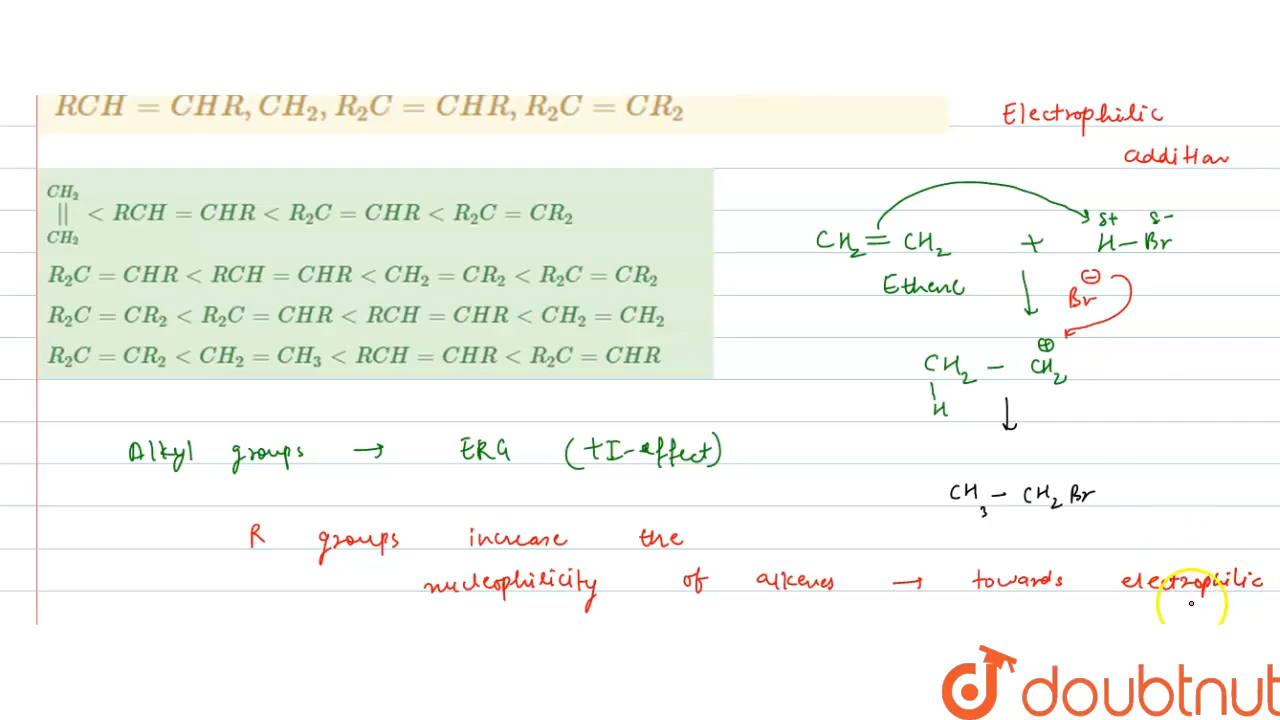 RCH = CHR, CH₂, R₂C = CHR, R₂C = CR₂
CH₂
|| < RCH = CHR < R₂C = CHR < R₂C = CR₂
CH₂
R₂C = CHR < RCH = CHR < CH₂ = CR₂ < R₂C = CR₂
R₂C = CR₂ < R₂C = CHR < RCH = CHR < CH₂ = CH₂
R₂C = CR₂ < CH₂ = CH₃ < RCH = CHR < R₂C = CHR
Electrophilic
addition
δ+ δ-
CH₂ = CH₂ + H - Br
Ethene
⊖
Br
⊕
CH₂ - CH₂
|
H
CH₃ - CH₂Br
Alkyl groups → ERG (+I-effect)
R groups increase the
nucleophilicity of alkenes → towards electrophilic
doubtnut